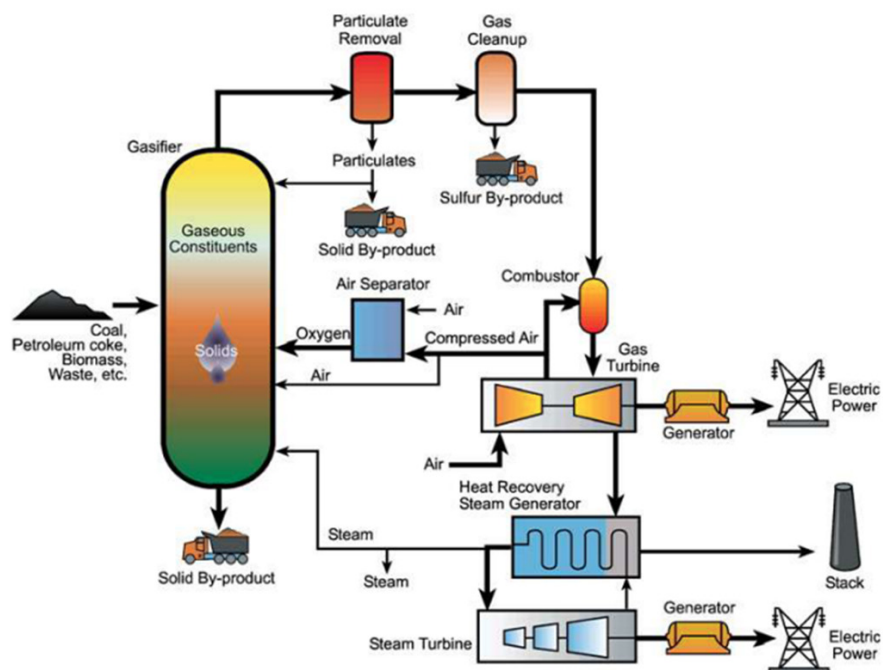 Particulate
Removal
Gas
Cleanup
Gasifier
Particulates
Sulfur By-product
Solid By-product
Gaseous
Constituents
Air Separator
Air
Combustor
Coal,
Petroleum coke,
Biomass,
Waste, etc.
Solids
Oxygen
Compressed Air
Air
Gas
Turbine
Generator
Electric
Power
Air
Heat Recovery
Steam Generator
Steam
Steam
Solid By-product
Stack
Steam Turbine
Generator
Electric
Power